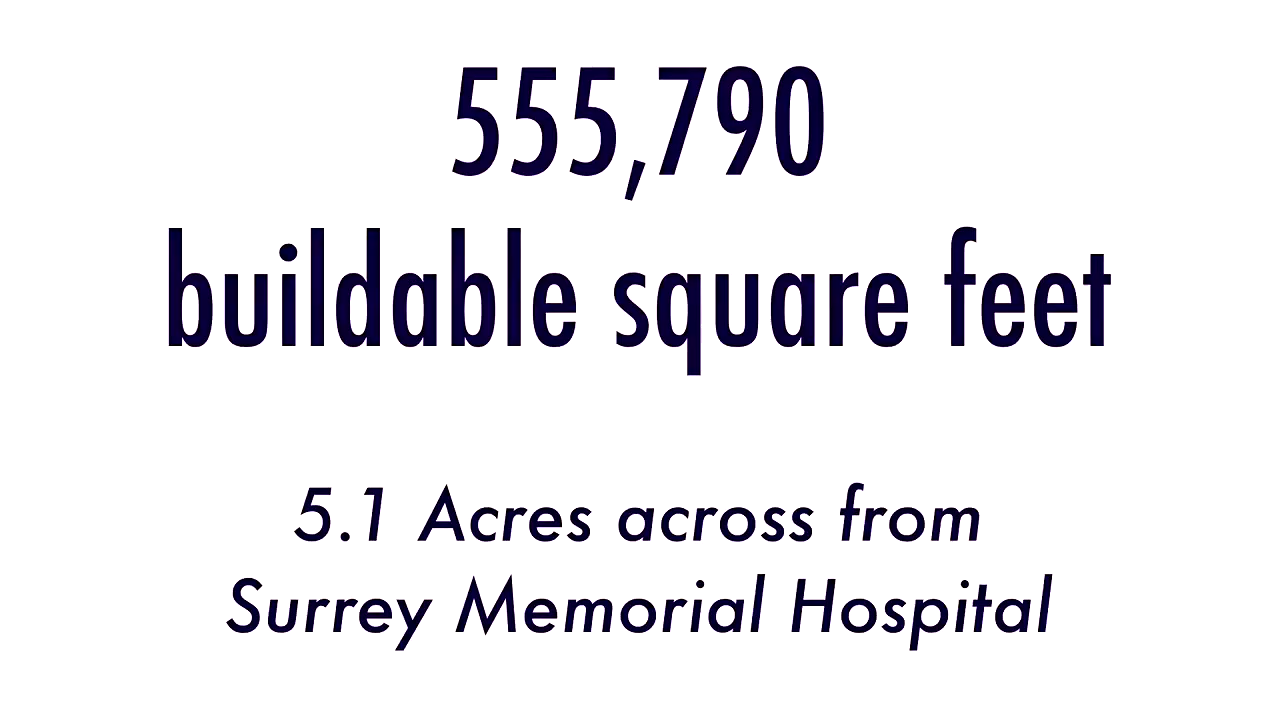 555,790
buildable square feet
5.1 Acres across from
Surrey Memorial Hospital